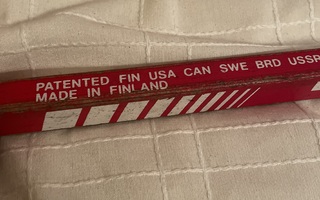 PATENTED FIN USA CAN SWE BRD USSR
MADE IN FINLAND